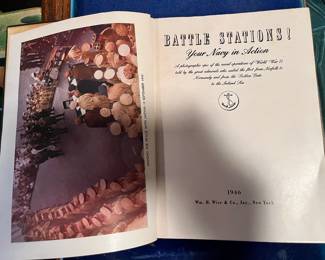 BATTLE STATIONS!
Your Navy in Action
A photographic epic of the naval operations of World War II
told by the great admirals who sailed the fleet from Norfolk to
Normandy and from the Golden Gate
to the Inland Sea
1946
Wm. H. Wise & Co., Inc., New York